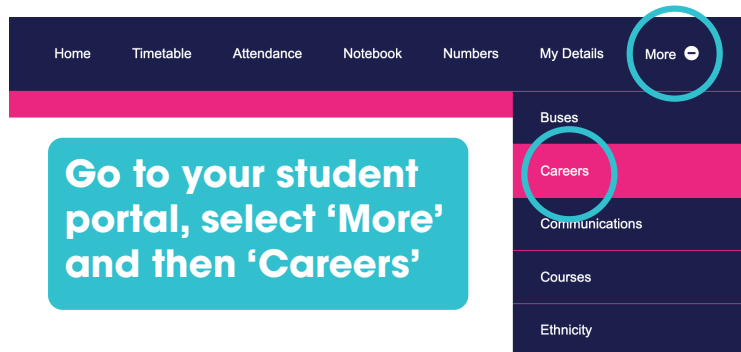 Home Timetable Attendance Notebook Numbers My Details More
Buses
Careers
Communications
Courses
Ethnicity
Go to your student
portal, select ‘More’
and then ‘Careers’